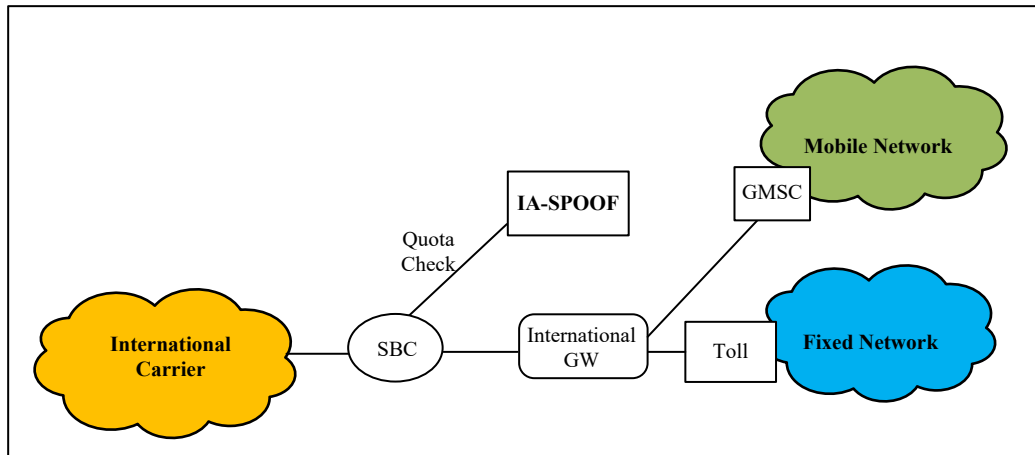 Mobile Network
GMSC
IA-SPOOF
Quota
Check
International
Carrier
SBC
International
GW
Toll
Fixed Network